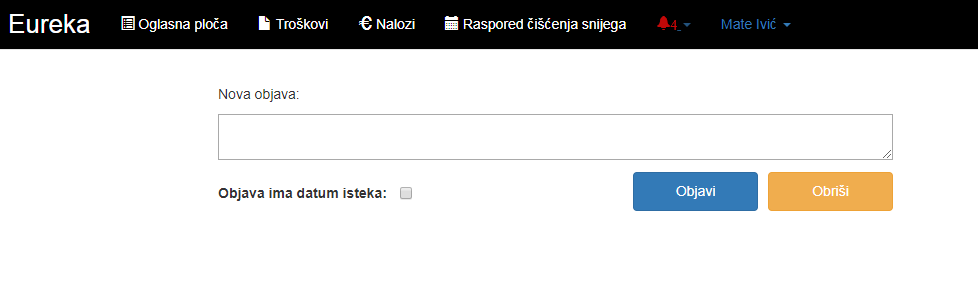 Eureka Oglasna ploča Troškovi € Nalozi Raspored čišćenja snijega 4 Mate Ivić
Nova objava:
Objava ima datum isteka: Objavi Obriši